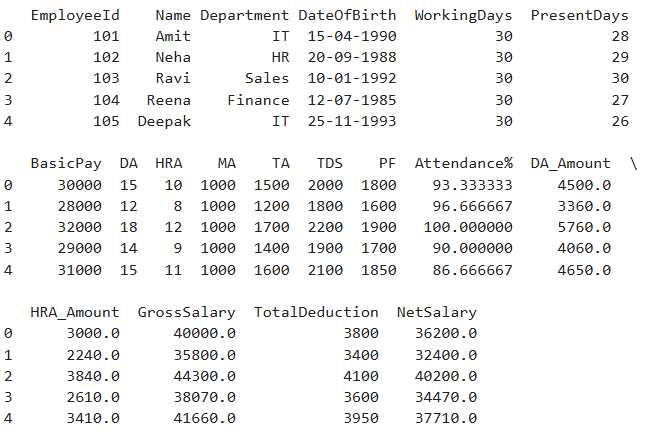 EmployeeId Name Department DateOfBirth WorkingDays PresentDays
0 101 Amit IT 15-04-1990 30 28
1 102 Neha HR 20-09-1988 30 29
2 103 Ravi Sales 10-01-1992 30 30
3 104 Reena Finance 12-07-1985 30 27
4 105 Deepak IT 25-11-1993 30 26
BasicPay DA HRA MA TA TDS PF Attendance% DA_Amount \
0 30000 15 10 1000 1500 2000 1800 93.333333 4500.0
1 28000 12 8 1000 1200 1800 1600 96.666667 3360.0
2 32000 18 12 1000 1700 2200 1900 100.000000 5760.0
3 29000 14 9 1000 1400 1900 1700 90.000000 4060.0
4 31000 15 11 1000 1600 2100 1850 86.666667 4650.0
HRA_Amount GrossSalary TotalDeduction NetSalary
0 3000.0 40000.0 3800 36200.0
1 2240.0 35800.0 3400 32400.0
2 3840.0 44300.0 4100 40200.0
3 2610.0 38070.0 3600 34470.0
4 3410.0 41660.0 3950 37710.0